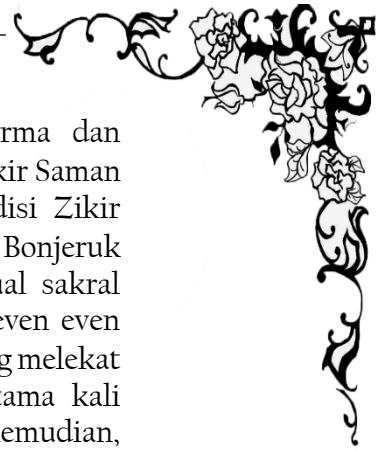 rma dan
kir Saman
disi Zikir
Bonjeruk
ual sakral
even even
g melekat
tama kali
emudian,